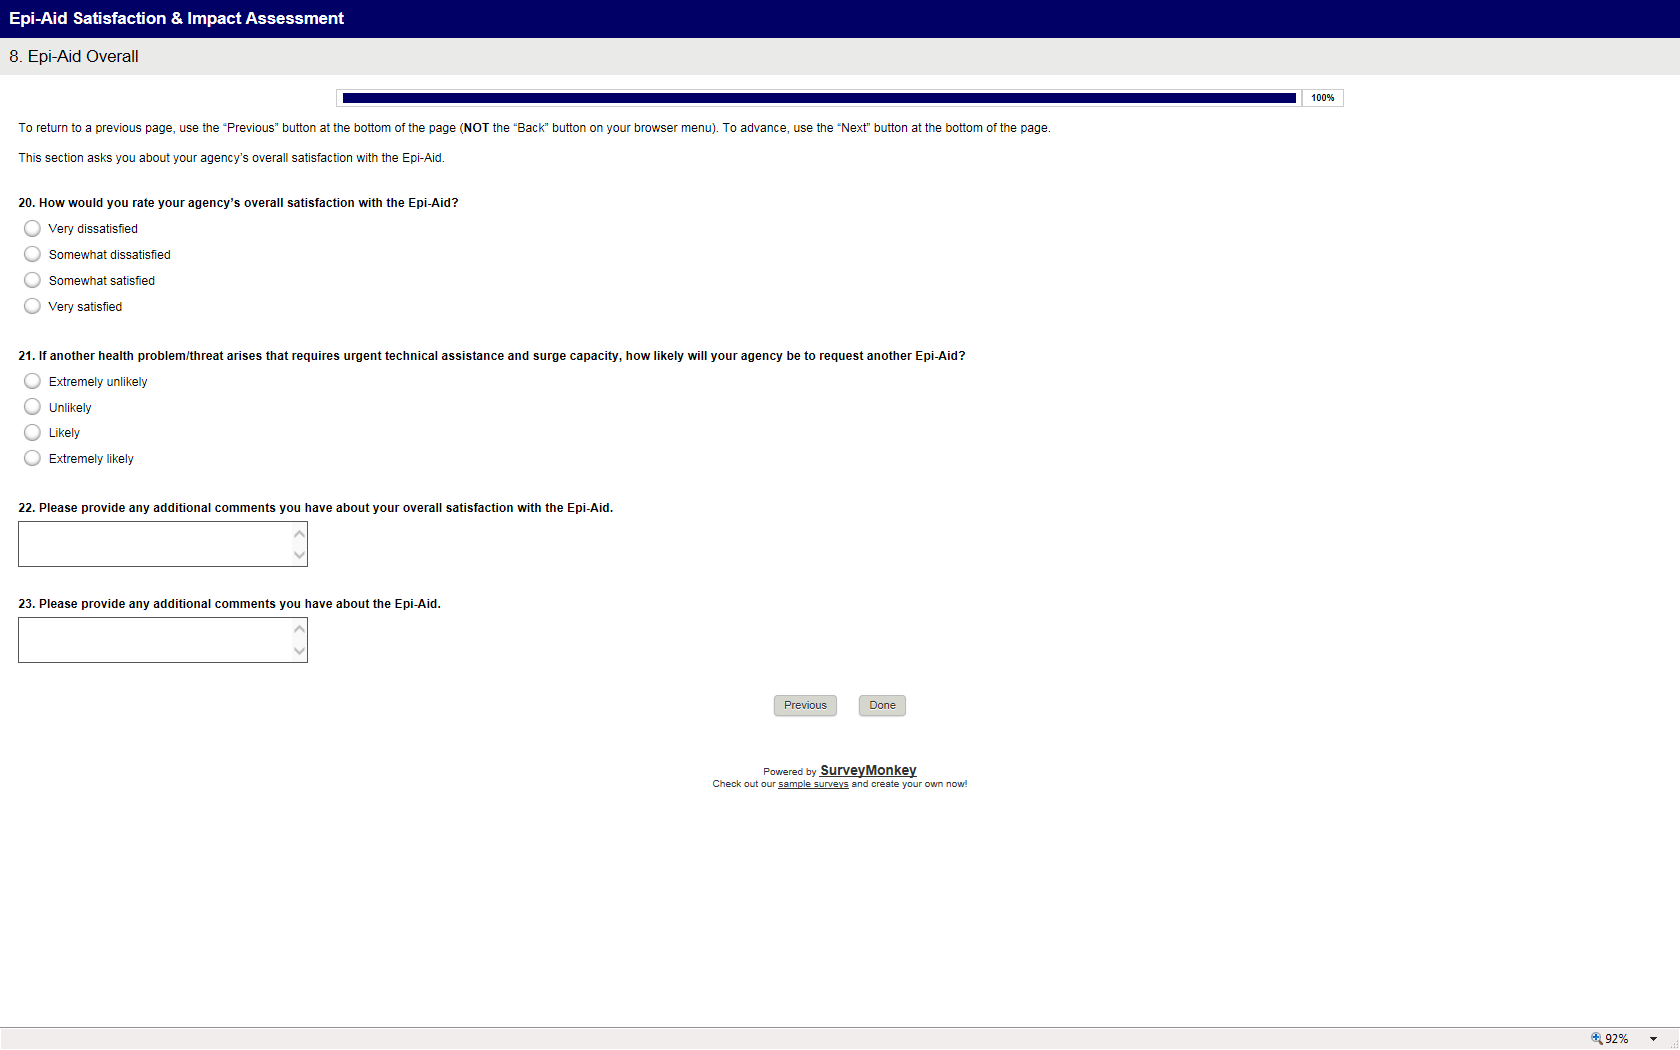 Epi-Aid Satisfaction & Impact Assessment
8. Epi-Aid Overall
100%
To return to a previous page, use the “Previous” button at the bottom of the page (NOT the “Back” button on your browser menu). To advance, use the “Next” button at the bottom of the page.
This section asks you about your agency’s overall satisfaction with the Epi-Aid.
20. How would you rate your agency’s overall satisfaction with the Epi-Aid?
Very dissatisfied
Somewhat dissatisfied
Somewhat satisfied
Very satisfied
21. If another health problem/threat arises that requires urgent technical assistance and surge capacity, how likely will your agency be to request another Epi-Aid?
Extremely unlikely
Unlikely
Likely
Extremely likely
22. Please provide any additional comments you have about your overall satisfaction with the Epi-Aid.
23. Please provide any additional comments you have about the Epi-Aid.
Previous Done
Powered by SurveyMonkey
Check out our sample surveys and create your own now!
92%